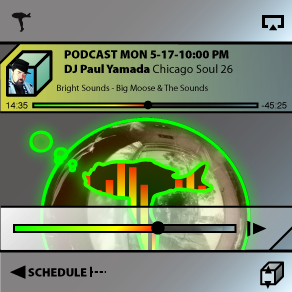 PODCAST MON 5-17-10:00 PM
DJ Paul Yamada Chicago Soul 26
Bright Sounds - Big Moose & The Sounds
14:35 -45:25
SCHEDULE